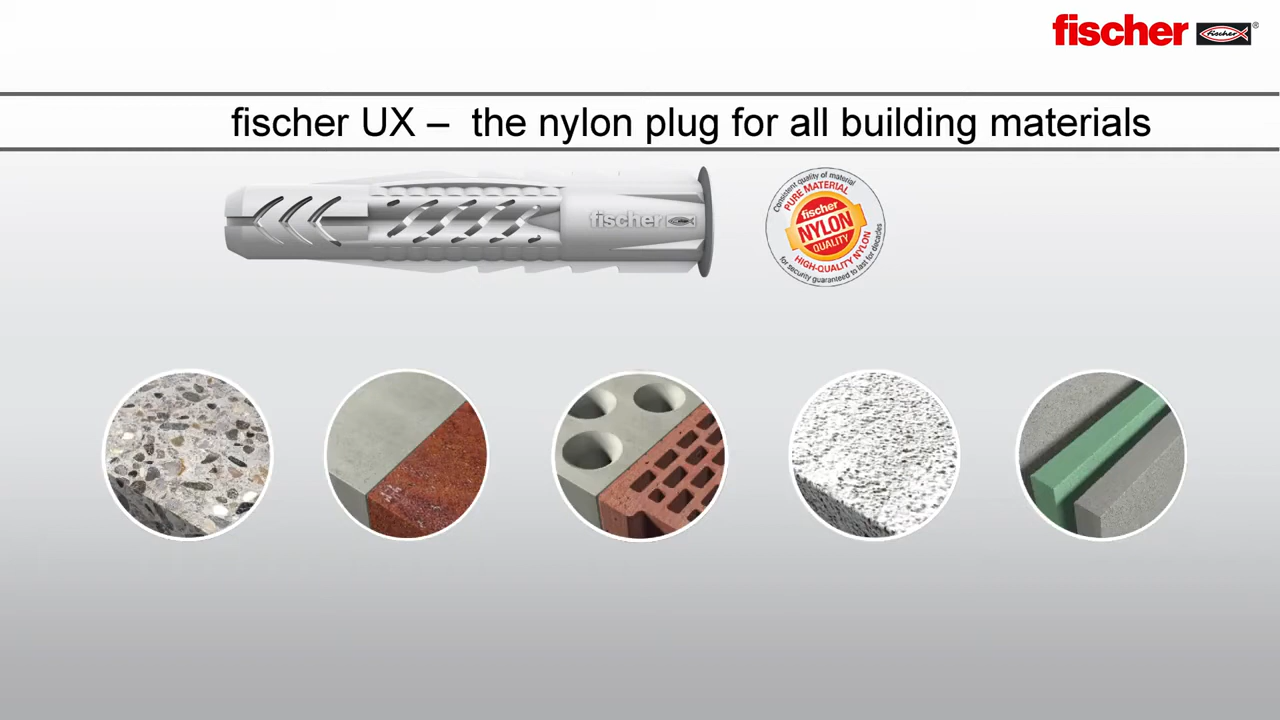 fischer fischer ®
fischer UX – the nylon plug for all building materials
fischer
Consistent quality of material
PURE MATERIAL
fischer
NYLON
QUALITY
HIGH-QUALITY NYLON
for security guaranteed to last for decades